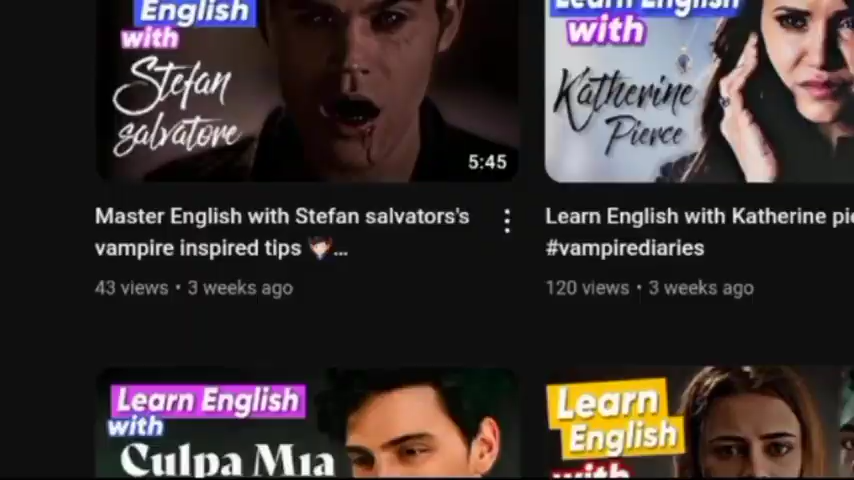 English
with
Stefan
salvatore
5:45
Learn English
with
Katherine
Pierce
Master English with Stefan salvators's
vampire inspired tips 🧛🏻...
43 views • 3 weeks ago
Learn English with Katherine pie
#vampirediaries
120 views • 3 weeks ago
Learn English
with
Culpa Mia
Learn
English
with